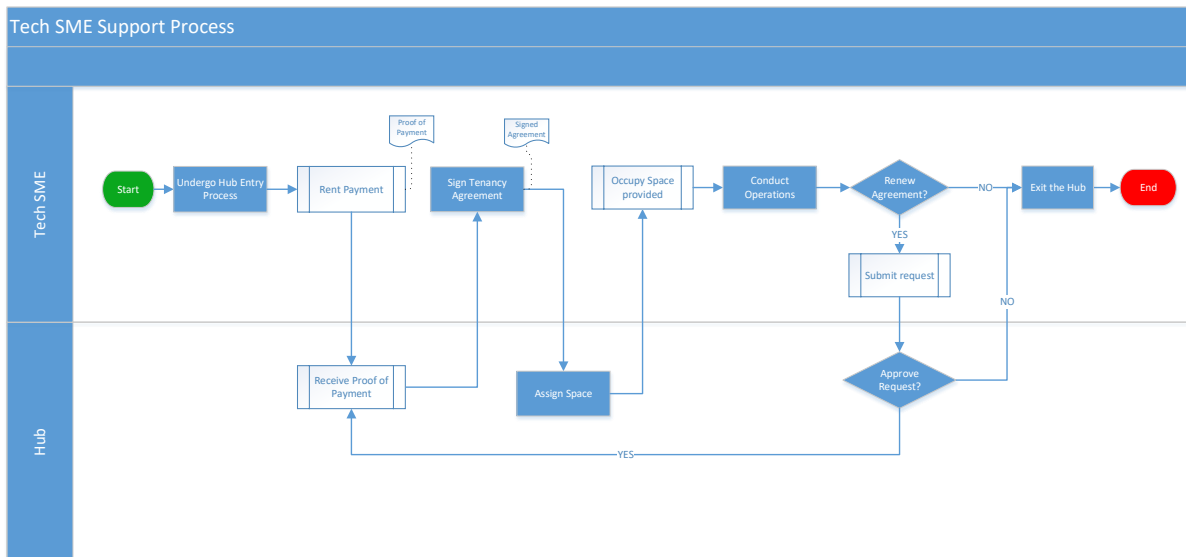 Tech SME Support Process
Tech SME
Proof of
Payment
Signed
Agreement
Start
Undergo Hub Entry
Process
Rent Payment
Sign Tenancy
Agreement
Occupy Space
provided
Conduct
Operations
Renew
Agreement?
NO
Exit the Hub
End
YES
Submit request
NO
Hub
Receive Proof of
Payment
Assign Space
Approve
Request?
YES